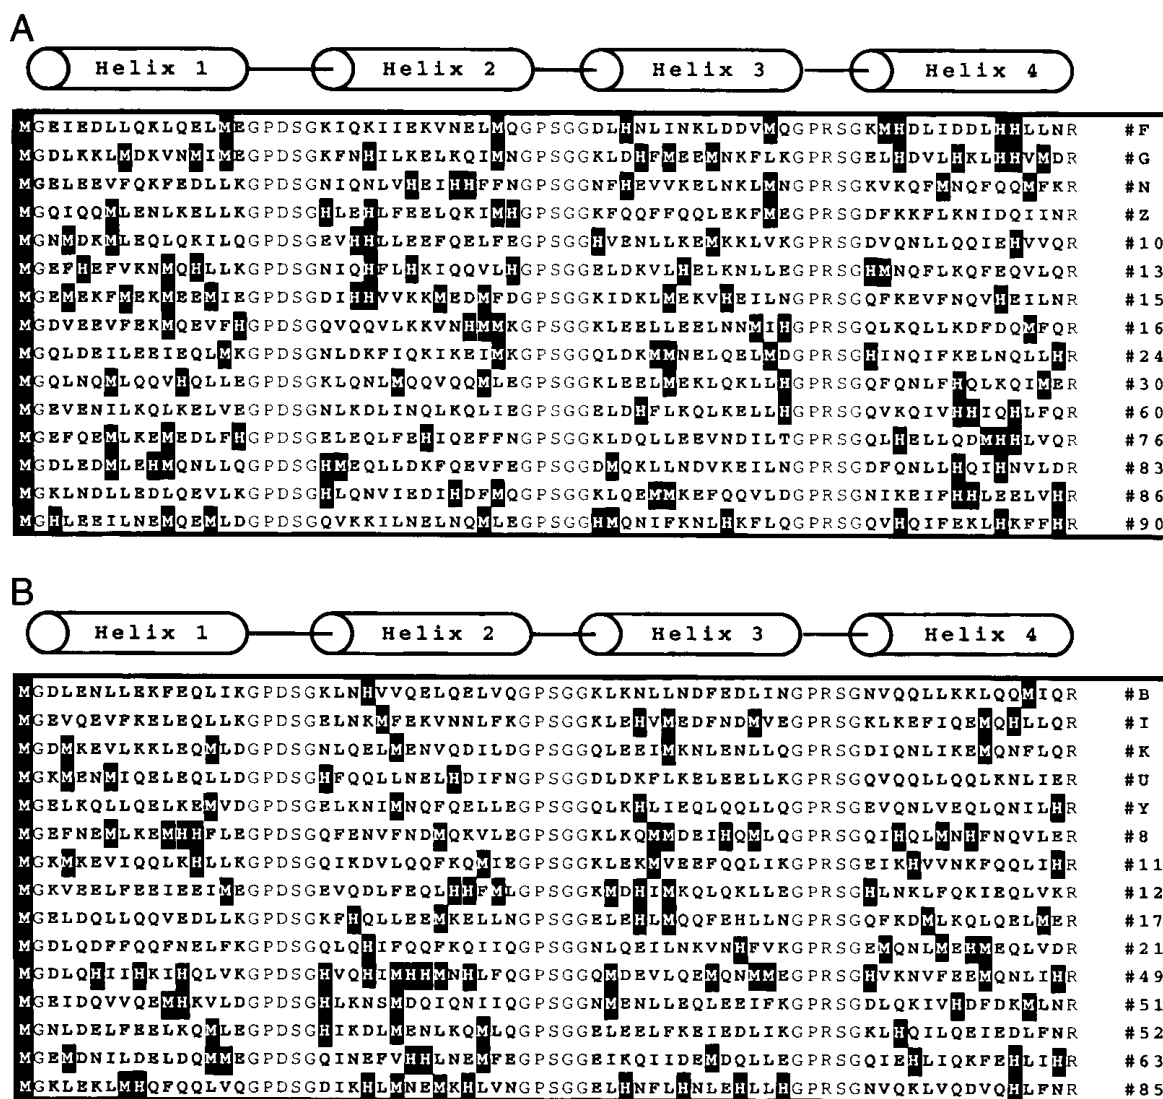 A
Helix 1 Helix 2 Helix 3 Helix 4
MGEIEDLLQKLQELMEGPDSGKIQKIIEKVNELMQGPSGGDLHNLINKLDDVMQGPRSGKMHDLIDDLHHLLNR #F
MGDLKKLMDKVNMIMEGPDSGKFNHILKELKQIMNGPSGGKLDHFMEEMNKFLKGPRSGELHDVLHKLHHVMDR #G
MGELEEVFQKFEDLLKGPDSGNIQNLVHEIHHFFNGPSGGNFHEVVKELNKLMNGPRSGKVKQFMNQFQQMFKR #N
MGQIQQMLENLKELLKGPDSGHLEHLFEELQKIMHGPSGGKFQQFFQQLEKFMEGPRSGDFKKFLKNIDQIINR #Z
MGNMDKMLEQLQKILQGPDSGEVHHLLEEFQELFEGPSGGHVENLLKEMKKLVKGPRSGDVQNLLQQIEHVVQR #10
MGEFHEFVKNMQHLLKGPDSGNIQHFLHKIQQVLHGPSGGELDKVLHELKNLLEGPRSGHMNQFLKQFEQVLQR #13
MGEMEKFMEKMEEMIEGPDSGDIHHVVKKMEDMFDGPSGGKIDKLMEKVHEILNGPRSGQFKEVFNQVHEILNR #15
MGDVEEVFEKMQEVFHGPDSGQVQQVLKKVNHMMKGPSGGKLEELLEELNNMIHGPRSGQLKQLLKDFDQMFQR #16
MGQLDEILEEIEQLMKGPDSGNLDKFIQKIKEIMKGPSGGQLDKMMNELQELMDGPRSGHINQIFKELNQLLHR #24
MGQLNQMLQQVHQLLEGPDSGKLQNLMQQVQQMLEGPSGGKLEELMEKLQKLLHGPRSGQFQNLFHQLKQIMER #30
MGEVENILKQLKELVEGPDSGNLKDLINQLKQLIEGPSGGELDHFLKQLKELLHGPRSGQVKQIVHHIQHLFQR #60
MGEFQEMLKEMEDLFHGPDSGELEQLFEHIQEFFNGPSGGKLDQLLEEVNDILTGPRSGQLHELLQDMHHLVQR #76
MGDLEDMLEHMQNLLQGPDSGHMEQLLDKFQEVFEGPSGGDMQKLLNDVKEILNGPRSGDFQNLLHQIHNVLDR #83
MGKLNDLLEDLQEVLKGPDSGHLQNVIEDIHDFMQGPSGGKLQEMMKEFQQVLDGPRSGNIKEIFHHLEELVHR #86
MGHLEEILNEMQEMLDGPDSGQVKKILNELNQMLEGPSGGHMQNIFKNLHKFLQGPRSGQVHQIFEKLHKFFHR #90
B
Helix 1 Helix 2 Helix 3 Helix 4
MGDLENLLEKFEQLIKGPDSGKLNHVVQELQELVQGPSGGKLKNLLNDFEDLINGPRSGNVQQLLKKLQQMIQR #B
MGEVQEVFKELEQLLDGPDSGELNKMFEKVNNLFKGPSGGKLEHVMEDFNDMVEGPRSGKLKEFIQEMQHLLQR #I
MGDMKEVLKKLEQMLDGPDSGNLQELMENVQDILDGPSGGQLEEIMKNLENLLQGPRSGDIQNLIKEMQNFLQR #K
MGKMENMIQELEQLLDGPDSGHFQQLLNELHDIFNGPSGGDLDKFLKELEELLKGPRSGQVQQLLQQLKNLIER #U
MGELKQLLQELKEMVDGPDSGELKNIMNQFQELLEGPSGGQLKHLIEQLQQLLQGPRSGEVQNLVEQLQNILHR #Y
MGEFNEMLKEMHHFLEGPDSGQFENVFNDMQKVLEGPSGGKLKQMMDEIHQMLQGPRSGQIHQLMNHFNQVLER #8
MGKMKEVIQQLKHLLKGPDSGQIKDVLQQFKQMIEGPSGGKLEKMVEEFQQLIKGPRSGEIKHVVNKFQQLIHR #11
MGKVEELFEEIEEIMEGPDSGEVQDLFEQLHHFMLGPSGGKMDHIMKQLQKLLEGPRSGHLNKLFQKIEQLVKR #12
MGELDQLLQQVEDLLKGPDSGKFHQLLEEMKELLNGPSGGELEHLMQQFEHLLNGPRSGQFKDMLKQLQELMER #17
MGDLQDFFQQFNELFKGPDSGQLQHIFQQFKQIIQGPSGGNLQEILNKVNHFVKGPRSGEMQNLMEHMEQLVDR #21
MGDLQHIIHKIHQLVKGPDSGHVQHIMHHMNHLFQGPSGGQMDEVLQEMQNMMEGPRSGHVKNVFEEMQNLIHR #49
MGEIDQVVQEMHKVLDGPDSGHLKNSMDQIQNIIQGPSGGNMENLLEQLEEIFKGPRSGDLQKIVHDFDKMLNR #51
MGNLDELFEELKQMLEGPDSGHIKDLMENLKQMLQGPSGGELEELFEKIEDLIKGPRSGKLHQILQEIEDLFNR #52
MGEMDNILDELDQMMEGPDSGQINEFVHHLNEMFEGPSGGEIKQIIDEMDQLLEGPRSGQIEHLIQKFEHLIHR #63
MGKLEKLMHQFQQLVQGPDSGDIKHLMNEMKHLVNGPSGGELHNFLHNLEHLLHGPRSGNVQKLVQDVQHLFNR #85